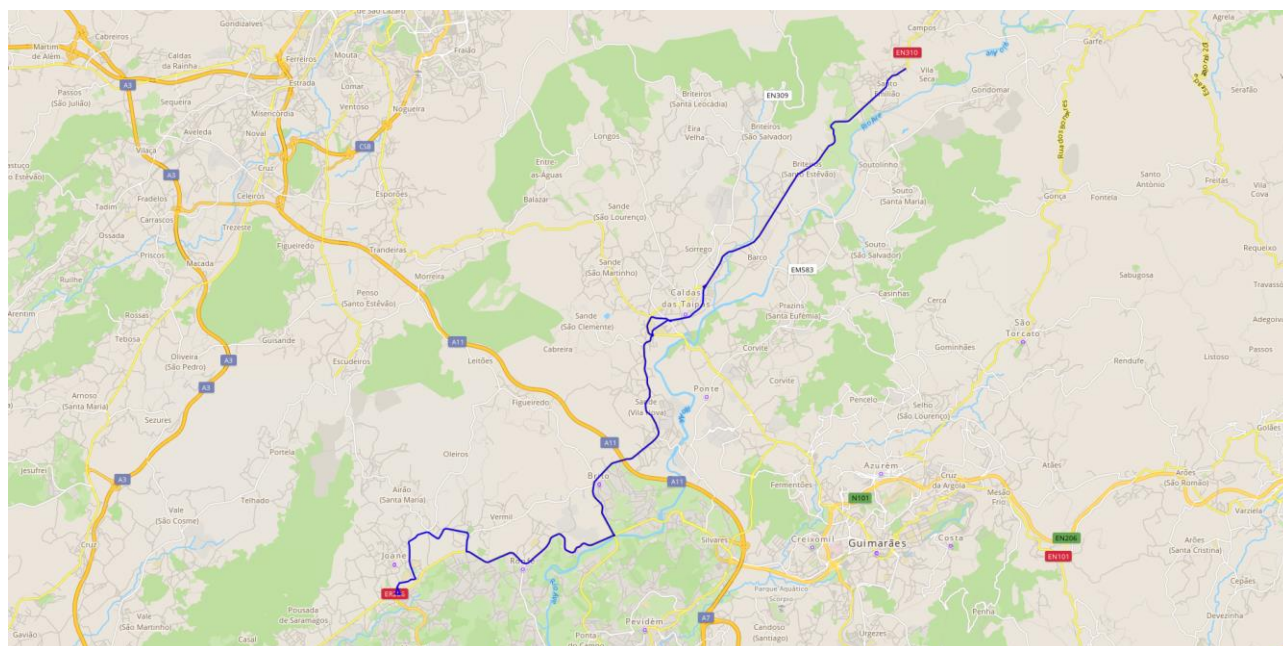 Cabreiros
Gondizalves
de São Lázaro
Campos
Agrela
Martim
de Além
Caldas
da Rainha
Mouta
Fraião
Ferreiros
EN310
Garfe
Rio Ave
A3
Estrada
Lomar
Vila
Seca
Santo
Emilião
Serafão
Passos
(São Julião)
Sequeira
Ventoso
Briteiros
(Santa Leocádia)
EN309
Gondomar
Misericórdia
Nogueira
Aveleda
Noval
Longos
Eira
Velha
Briteiros
(São Salvador)
Rio Ave
Vilaça
C58
Soutolinho
Cruz
Entre-
as-Águas
Briteiros
(Santo Estêvão)
Santo
António
Freitas
A3
Souto
(Santa Maria)
Vila
Cova
Tadim
Fradelos
Celeirós
Esporões
Balazar
Gonça
Fontela
Carrascos
Trezeste
Sande
(São Lourenço)
Ossada
Figueiredo
Trandeiras
Sorrego
Souto
(São Salvador)
Requeixo
Priscos
Sande
(São Martinho)
Barco
EM583
Sabugosa
Ruilhe
Macada
Morreira
Caldas
das Taipas
Casinhas
Arentim
Rossas
Penso
(Santo Estêvão)
Sande
(São Clemente)
Prazins
(Santa Eufémia)
Cerca
São
Torcato
Tebosa
Guisande
A11
Cabreira
Corvite
Gominhães
Rendufe
Listoso
Passos
Oliveira
(São Pedro)
A3
Escudeiros
Leitões
Corvite
A3
Ponte
Pencelo
Selho
(São Lourenço)
Arnoso
(Santa Maria)
Figueiredo
Sande
(Vila Nova)
Sezures
Golães
Jesufrei
Portela
Oleiros
A11
Azurém
Cruz
da Argola
Atães
Arões
(São Romão)
A3
Telhado
Airão
(Santa Maria)
Brito
A11
Fermentões
N101
Mesão
Frio
Vale
(São Cosme)
Vermil
Varziela
Cruz
Joane
Silvares
Creixomil
Guimarães
Costa
EN206
EN101
Arões
(Santa Cristina)
Vale
(São Martinho)
Pousada
de Saramagos
Parque Aquático
Scorpio
Cepães
Gavião
Casal
Pevidém
A7
Candoso
(Santiago)
Urgezes
Penha
Devezinha